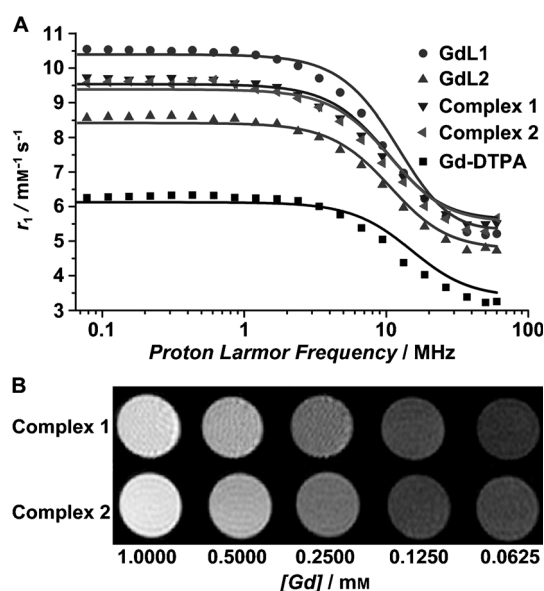 A
11
10
9
8
7
6
5
4
3
r₁ / mM⁻¹ s⁻¹
GdL1
GdL2
Complex 1
Complex 2
Gd-DTPA
0.1 1 10 100
Proton Larmor Frequency / MHz
B
Complex 1
Complex 2
1.0000 0.5000 0.2500 0.1250 0.0625
[Gd] / mM